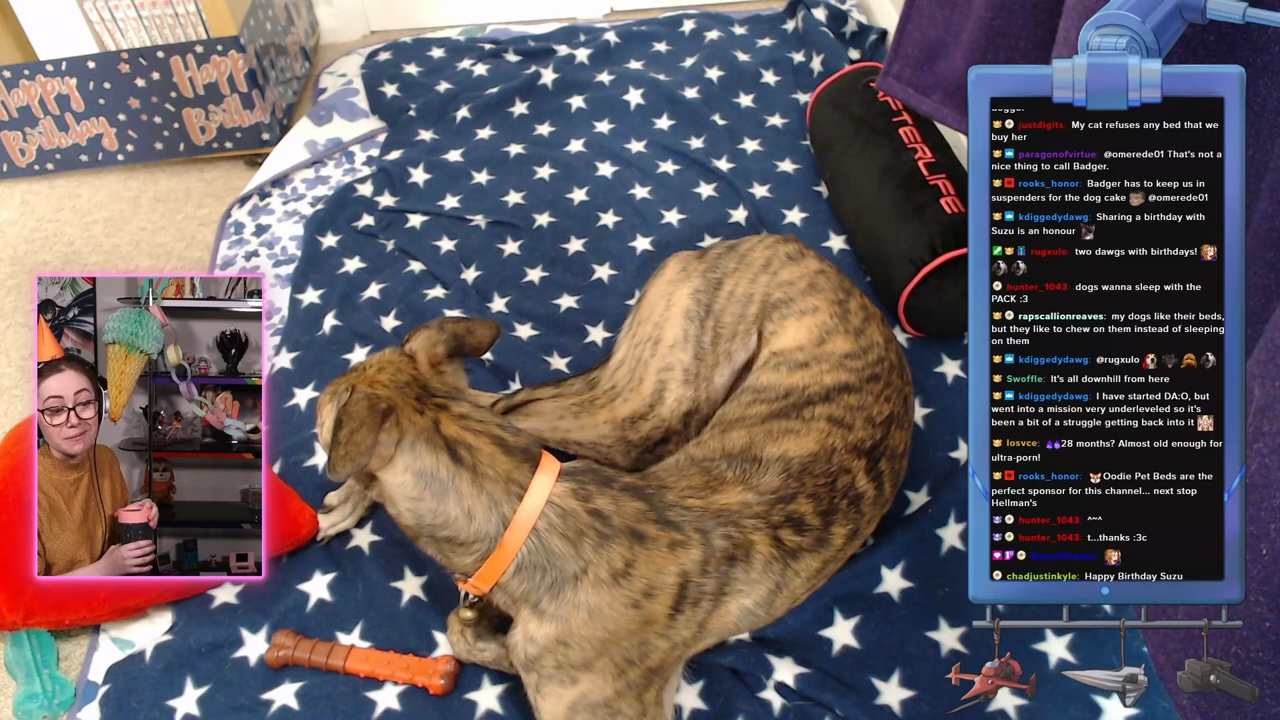 Happy
Birthday
Happy
Birthday
AFTERLIFE
justdigits: My cat refuses any bed that we
buy her
paragonofvirtue: @omerede01 That's not a
nice thing to call Badger.
rooks_honor: Badger has to keep us in
suspenders for the dog cake @omerede01
kdiggedydawg: Sharing a birthday with
Suzu is an honour
rugxulo: two dawgs with birthdays!
hunter_1043: dogs wanna sleep with the
PACK :3
rapscallionreaves: my dogs like their beds,
but they like to chew on them instead of sleeping
on them
kdiggedydawg: @rugxulo
Swoffle: It's all downhill from here
kdiggedydawg: I have started DA:O, but
went into a mission very underleveled so it's
been a bit of a struggle getting back into it
losvce: 28 months? Almost old enough for
ultra-porn!
rooks_honor: Oodie Pet Beds are the
perfect sponsor for this channel... next stop
Hellman's
hunter_1043: ^~^
hunter_1043: t...thanks :3c
chadjustinkyle: Happy Birthday Suzu